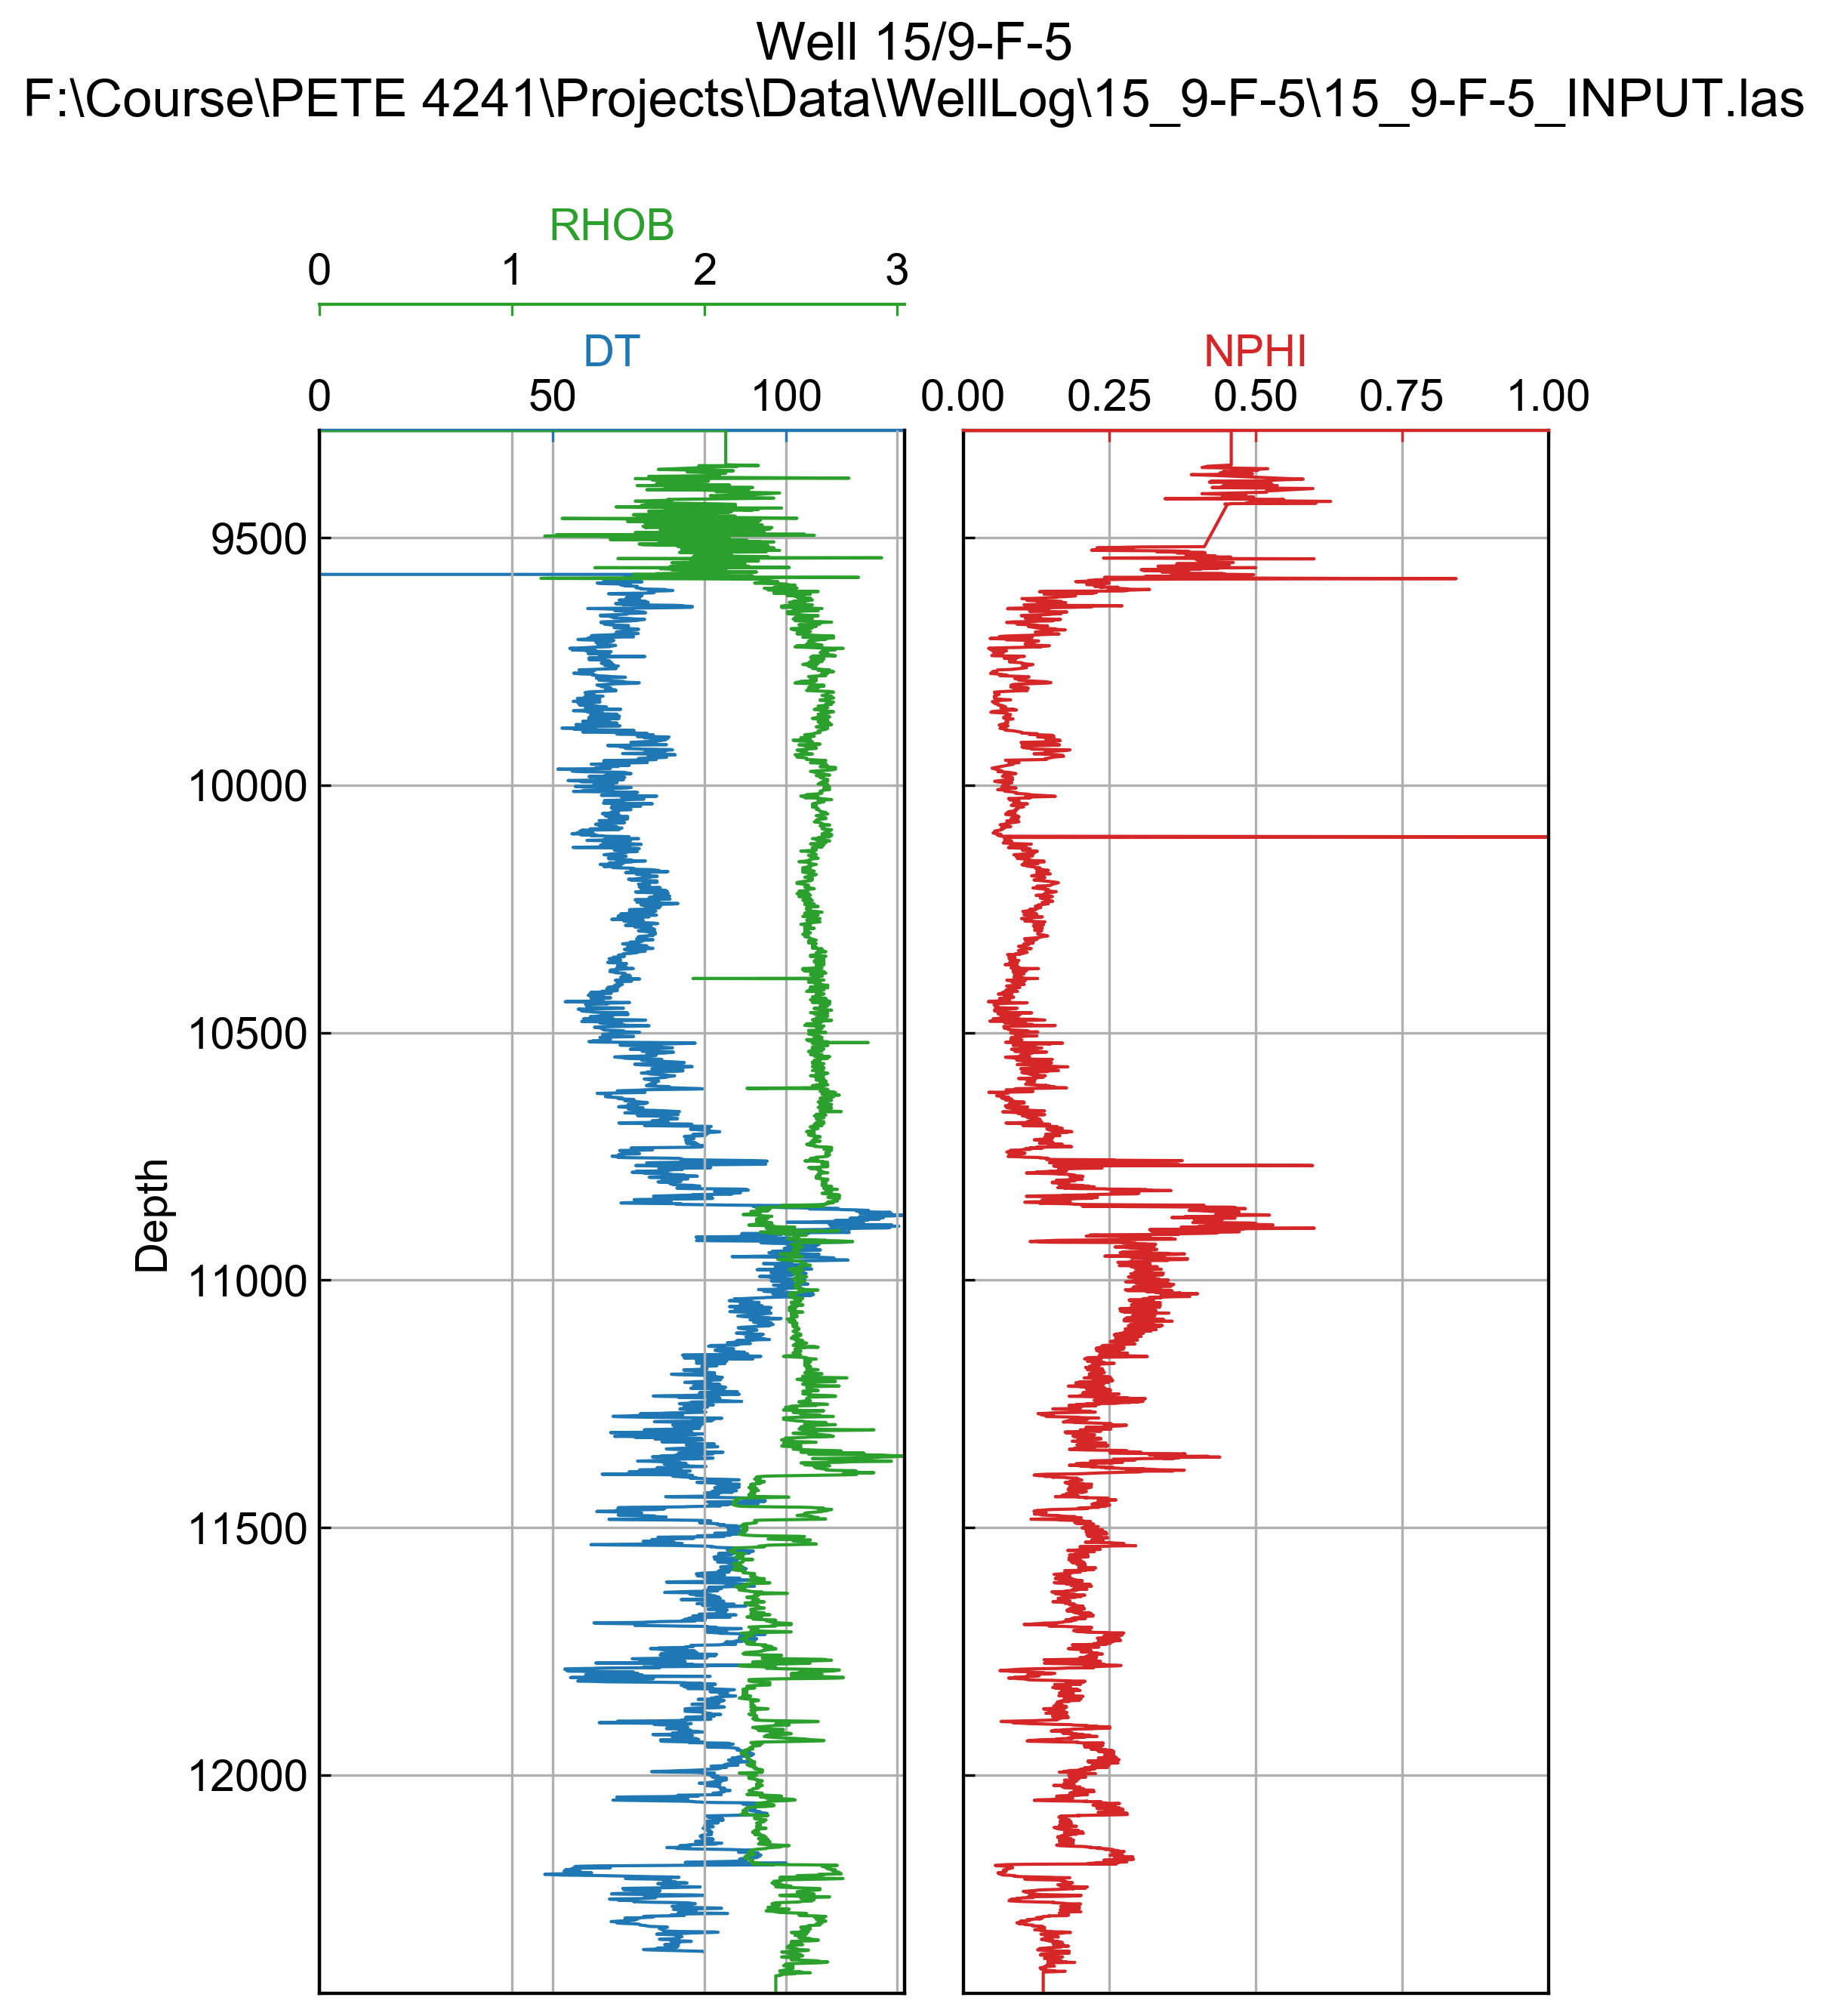 Well 15/9-F-5
F:\Course\PETE 4241\Projects\Data\WellLog\15_9-F-5\15_9-F-5_INPUT.las
RHOB
0 1 2 3
DT
0 50 100
NPHI
0.00 0.25 0.50 0.75 1.00
Depth
9500
10000
10500
11000
11500
12000